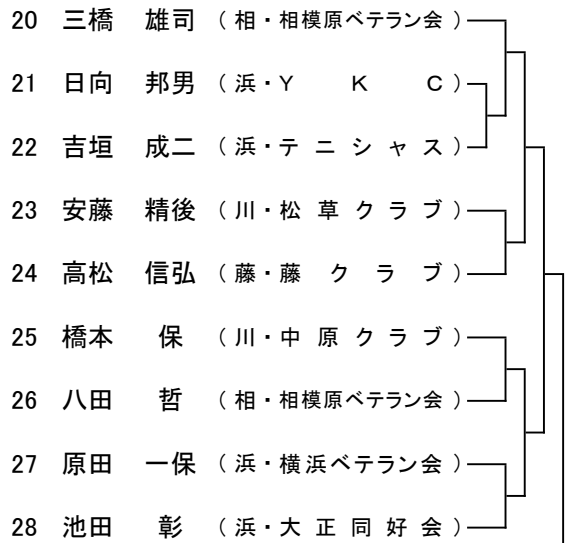 20 三橋 雄司 (相・相模原ベテラン会)
21 日向 邦男 (浜・Y K C)
22 吉垣 成二 (浜・テニシャス)
23 安藤 精後 (川・松草クラブ)
24 高松 信弘 (藤・藤クラブ)
25 橋本 保 (川・中原クラブ)
26 八田 哲 (相・相模原ベテラン会)
27 原田 一保 (浜・横浜ベテラン会)
28 池田 彰 (浜・大正同好会)